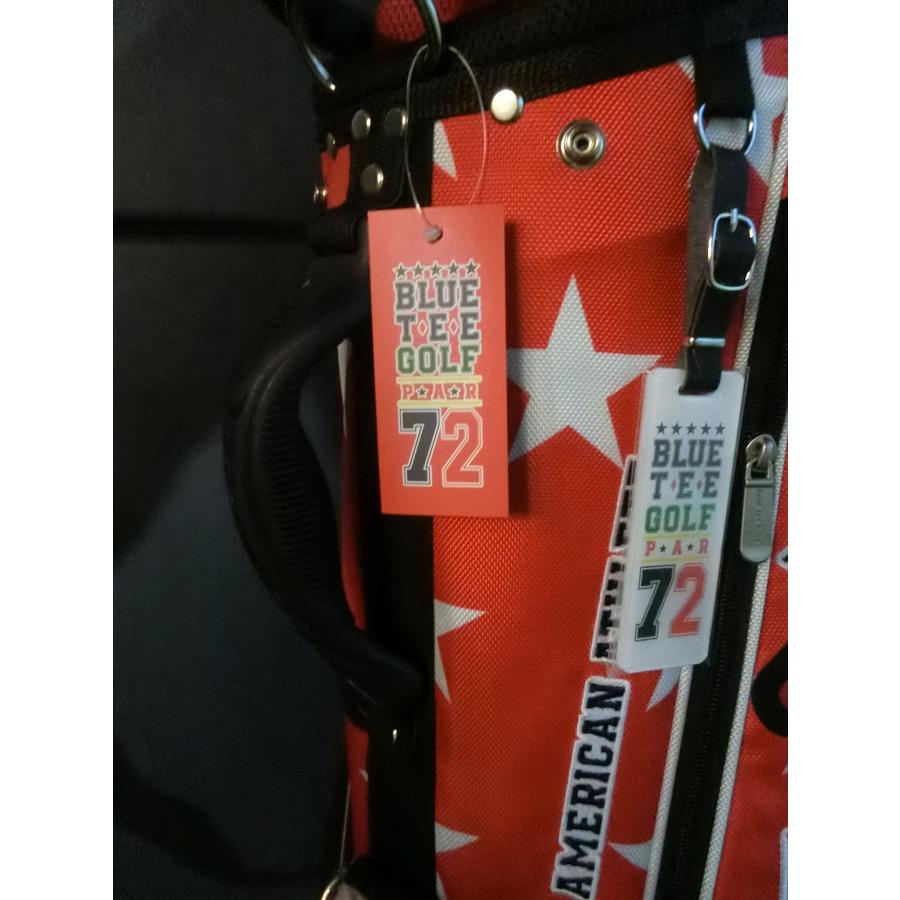 BLUE
T E E
GOLF
P★A★R
72
BLUE
T E E
GOLF
P★A★R
72
AMERICAN